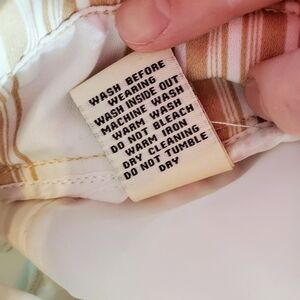 WASH BEFORE
WEARING
WASH INSIDE OUT
MACHINE WASH
WARM WASH
DO NOT BLEACH
WARM IRON
DRY CLEANING
DO NOT TUMBLE
DRY